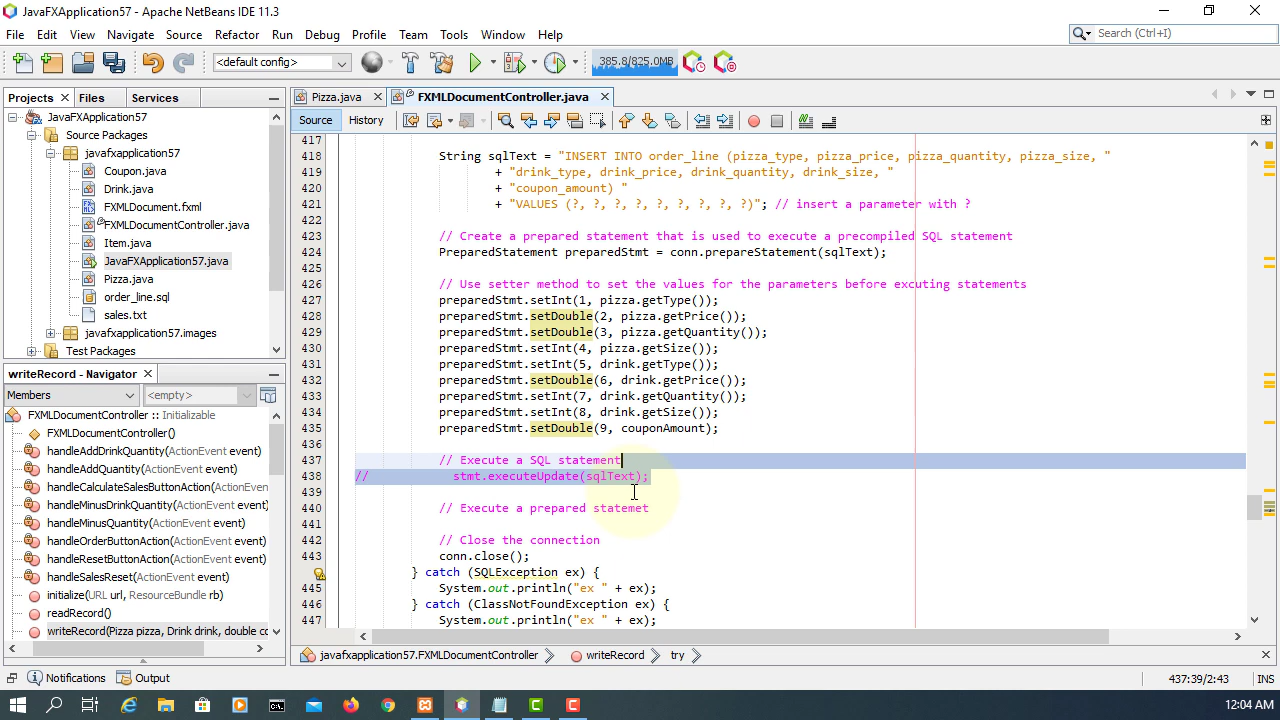 JavaFXApplication57 - Apache NetBeans IDE 11.3
File Edit View Navigate Source Refactor Run Debug Profile Team Tools Window Help
Search (Ctrl+I)
<default config>
385.8/825.0MB
Projects Files Services
Pizza.java FXMLDocumentController.java
Source History
JavaFXApplication57
Source Packages
javafxapplication57
Coupon.java
Drink.java
FXMLDocument.fxml
FXMLDocumentController.java
Item.java
JavaFXApplication57.java
Pizza.java
order_line.sql
sales.txt
javafxapplication57.images
Test Packages
writeRecord - Navigator
Members <empty>
FXMLDocumentController :: Initializable
FXMLDocumentController()
handleAddDrinkQuantity(ActionEvent event)
handleAddQuantity(ActionEvent event)
handleCalculateSalesButtonAction(ActionEvent event)
handleMinusDrinkQuantity(ActionEvent event)
handleMinusQuantity(ActionEvent event)
handleOrderButtonAction(ActionEvent event)
handleResetButtonAction(ActionEvent event)
handleSalesReset(ActionEvent event)
initialize(URL url, ResourceBundle rb)
readRecord()
writeRecord(Pizza pizza, Drink drink, double co
417
418 String sqlText = "INSERT INTO order_line (pizza_type, pizza_price, pizza_quantity, pizza_size, "
419 + "drink_type, drink_price, drink_quantity, drink_size, "
420 + "coupon_amount) "
421 + "VALUES (?, ?, ?, ?, ?, ?, ?, ?, ?)"; // insert a parameter with ?
422
423 // Create a prepared statement that is used to execute a precompiled SQL statement
424 PreparedStatement preparedStmt = conn.prepareStatement(sqlText);
425
426 // Use setter method to set the values for the parameters before excuting statements
427 preparedStmt.setInt(1, pizza.getType());
428 preparedStmt.setDouble(2, pizza.getPrice());
429 preparedStmt.setDouble(3, pizza.getQuantity());
430 preparedStmt.setInt(4, pizza.getSize());
431 preparedStmt.setInt(5, drink.getType());
432 preparedStmt.setDouble(6, drink.getPrice());
433 preparedStmt.setInt(7, drink.getQuantity());
434 preparedStmt.setInt(8, drink.getSize());
435 preparedStmt.setDouble(9, couponAmount);
436
437 // Execute a SQL statement
438 // stmt.executeUpdate(sqlText);
439
440 // Execute a prepared statemet
441
442 // Close the connection
443 conn.close();
} catch (SQLException ex) {
445 System.out.println("ex " + ex);
446 } catch (ClassNotFoundException ex) {
447 System.out.println("ex " + ex);
javafxapplication57.FXMLDocumentController writeRecord try
Notifications Output
437:39/2:43 INS
12:04 AM